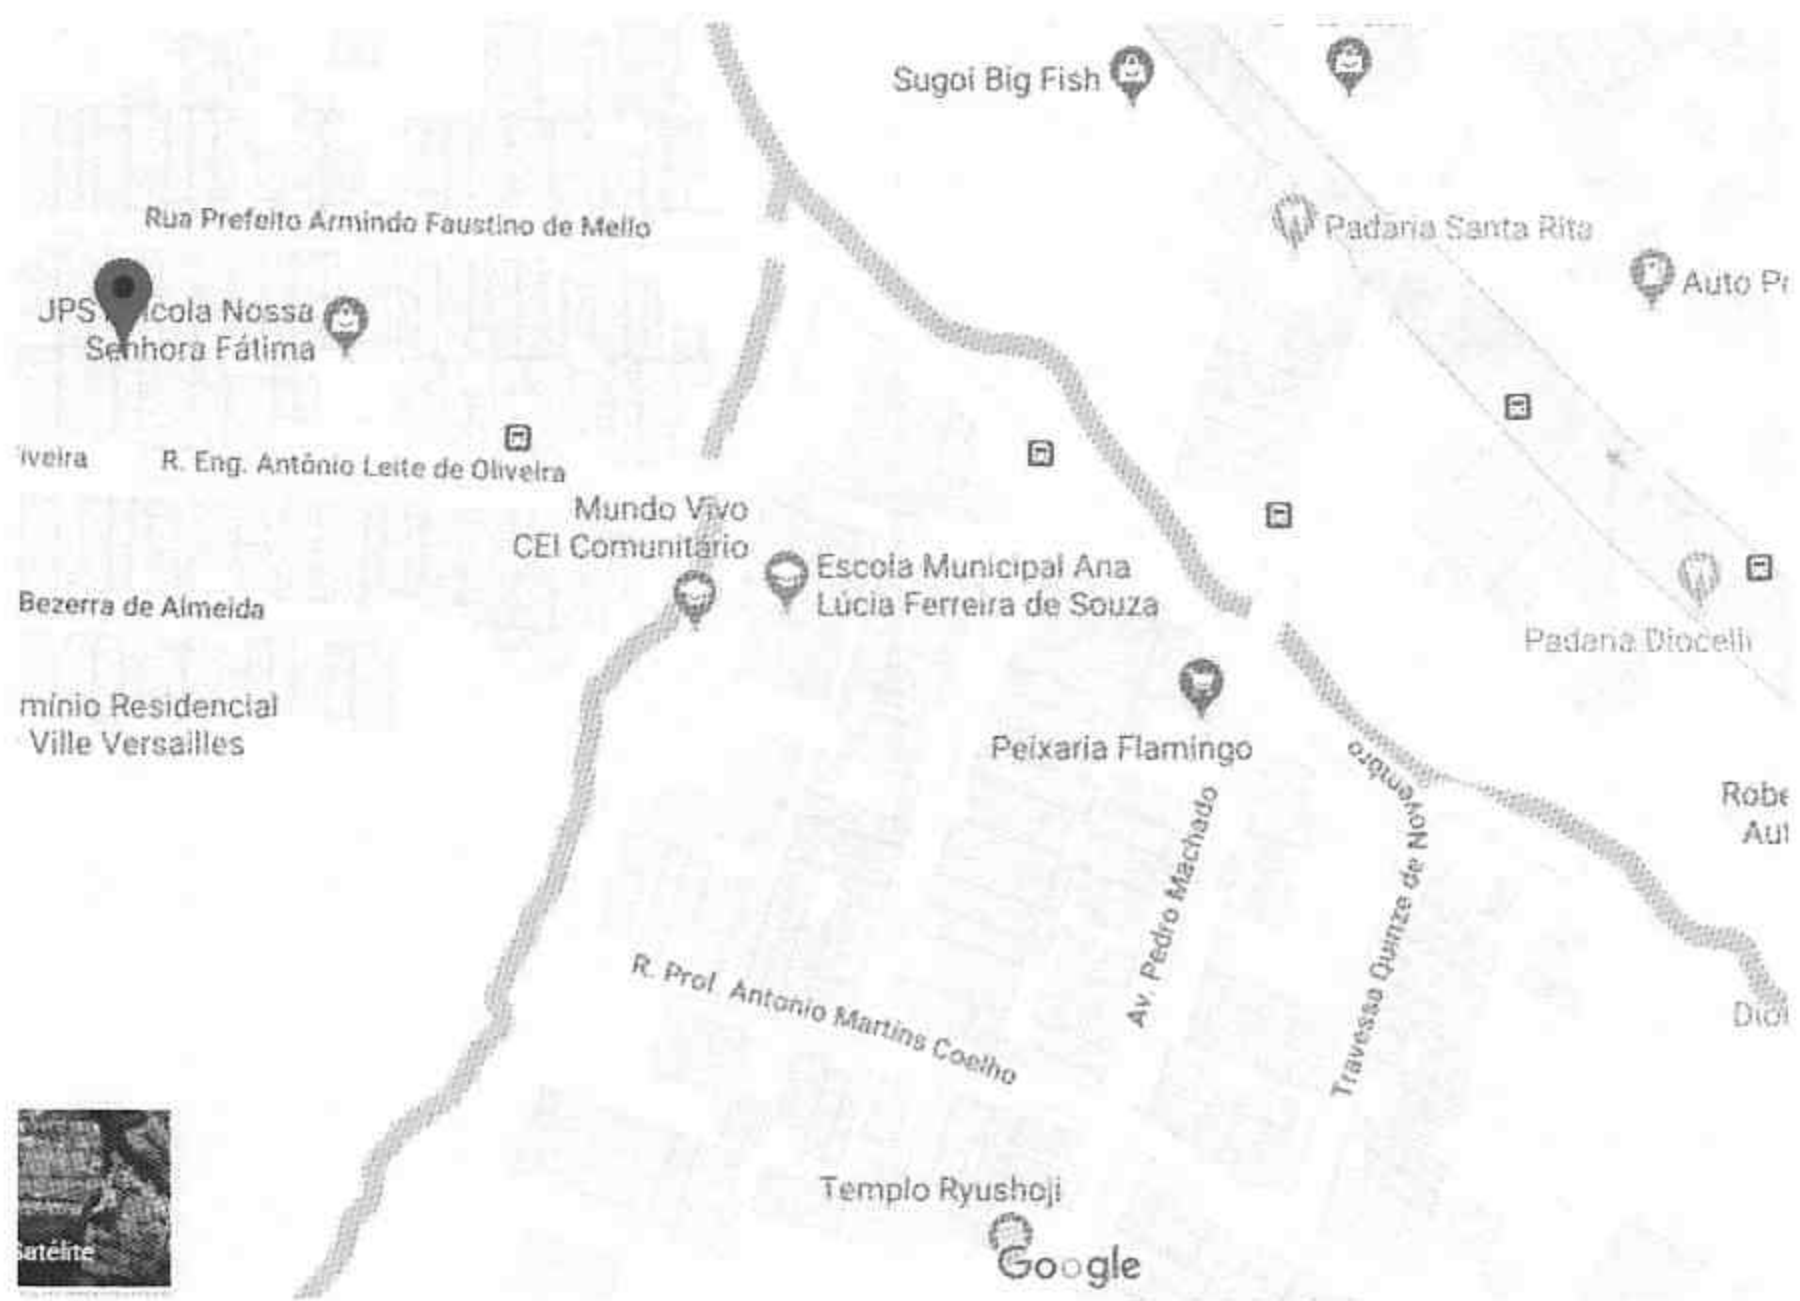 Sugoi Big Fish
Rua Prefeito Armindo Faustino de Mello
Padaria Santa Rita
Auto
JPS Nossa
Senhora Fátima
iveira
R. Eng. Antônio Leite de Oliveira
Mundo Vivo
CEI Comunitário
Escola Municipal Ana
Lúcia Ferreira de Souza
Bezerra de Almeida
Padaria Diocelli
mínio Residencial
Ville Versailles
Peixaria Flamingo
Av. Pedro Machado
Travessa Quinze de Novembro
Robe
Aut
R. Prof. Antonio Martins Coelho
Templo Ryushoji
Satélite
Google